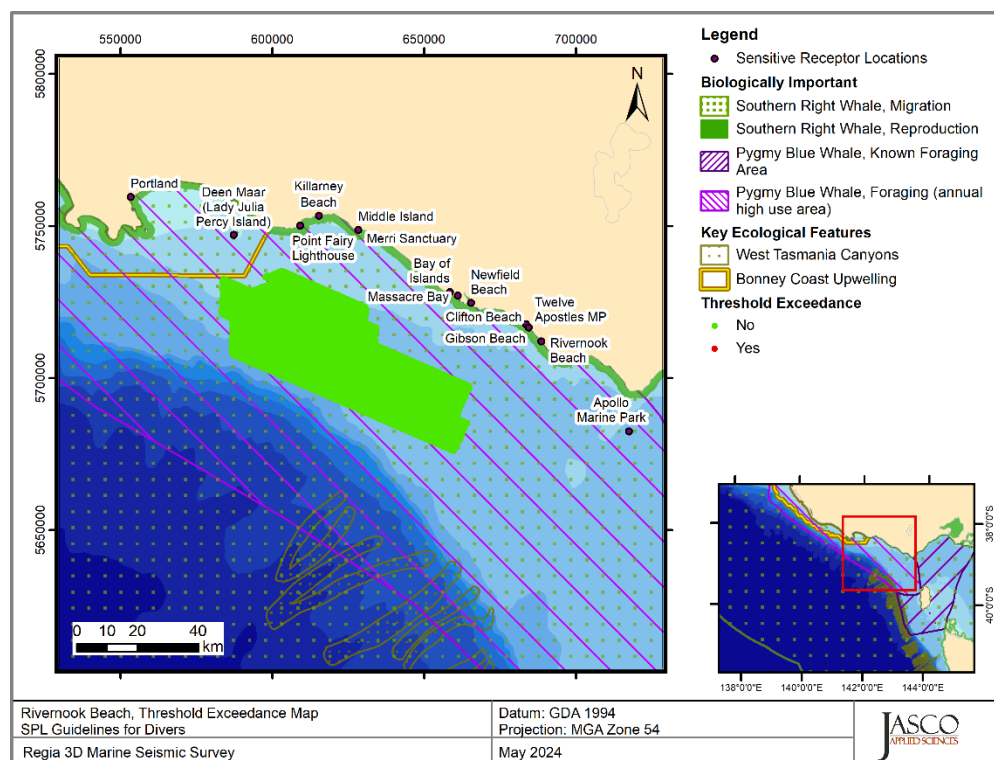 550000 600000 650000 700000
5800000
5750000
5700000
5650000
N
Portland
Deen Maar
(Lady Julia
Percy Island)
Killarney
Beach
Point Fairy
Lighthouse
Middle Island
Merri Sanctuary
Bay of
Islands
Massacre Bay
Newfield
Beach
Clifton Beach
Twelve
Apostles MP
Gibson Beach
Rivernook
Beach
Apollo
Marine Park
0 10 20 40
km
Legend
Sensitive Receptor Locations
Biologically Important
Southern Right Whale, Migration
Southern Right Whale, Reproduction
Pygmy Blue Whale, Known Foraging
Area
Pygmy Blue Whale, Foraging (annual
high use area)
Key Ecological Features
West Tasmania Canyons
Bonney Coast Upwelling
Threshold Exceedance
No
Yes
38°0'0"S
40°0'0"S
138°0'0"E 140°0'0"E 142°0'0"E 144°0'0"E
Rivernook Beach, Threshold Exceedance Map
SPL Guidelines for Divers
Regia 3D Marine Seismic Survey
Datum: GDA 1994
Projection: MGA Zone 54
May 2024
JASCO
APPLIED SCIENCES